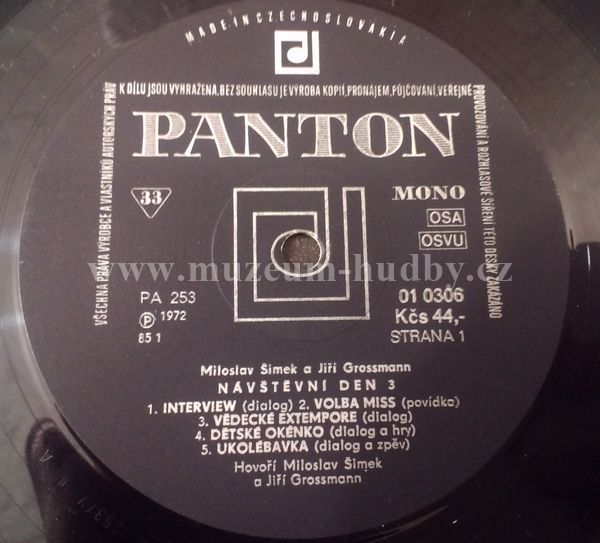 MADE IN CZECHOSLOVAKIA
VŠECHNA PRÁVA VÝROBCE A VLASTNÍKŮ AUTORSKÝCH PRÁV K DÍLU JSOU VYHRAŽENA. BEZ SOUHLASU JE VÝROBA KOPIÍ, PRONÁJEM, PŮJČOVÁNÍ, VEŘEJNÉ PROVOZOVÁNÍ A ROZHLASOVÉ ŠÍŘENÍ TÉTO DESKY ZAKÁZÁNO
PANTON
33
MONO
OSA
OSVU
www.muzeum-hudby.cz
PA 253
Ⓟ 1972
85 1
01 0306
Kčs 44,-
STRANA 1
Miloslav Šimek a Jiří Grossmann
NÁVŠTĚVNÍ DEN 3
1. INTERVIEW (dialog) 2. VOLBA MISS (povídka)
3. VĚDECKÉ EXTEMPORE (dialog)
4. DĚTSKÉ OKÉNKO (dialog a hry)
5. UKOLÉBAVKA (dialog a zpěv)
Hovoří Miloslav Šimek
a Jiří Grossmann